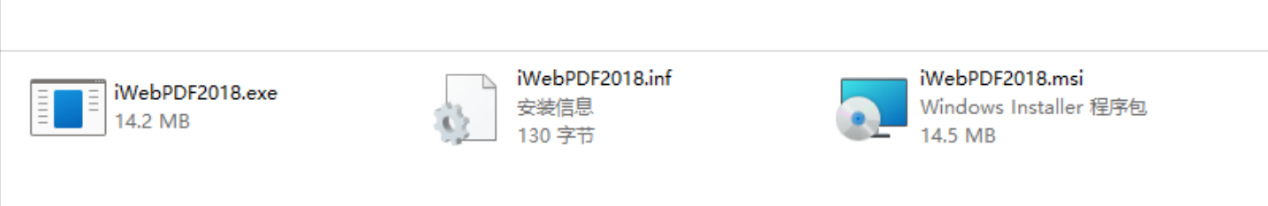 iWebPDF2018.exe
14.2 MB
iWebPDF2018.inf
安装信息
130 字节
iWebPDF2018.msi
Windows Installer 程序包
14.5 MB